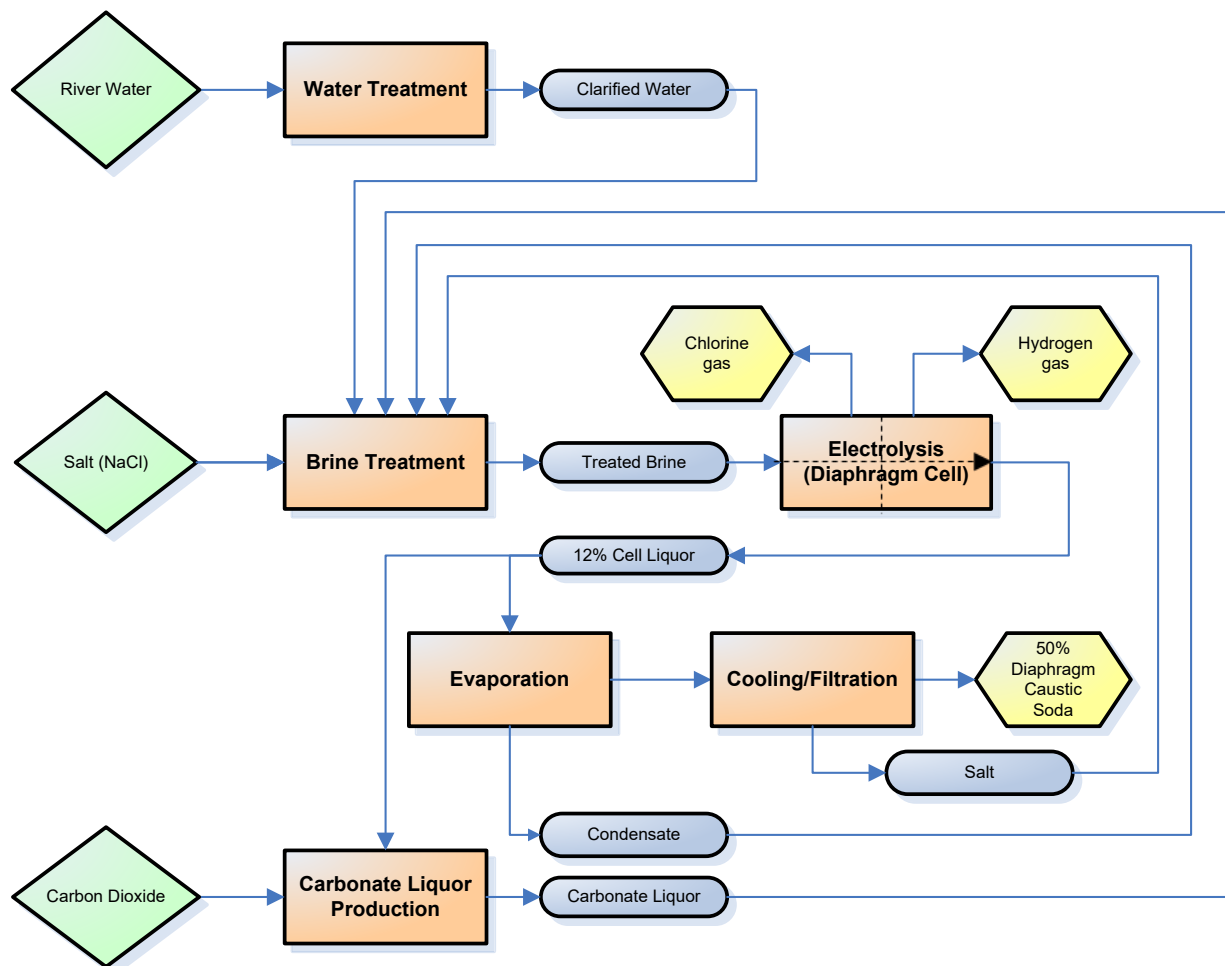 River Water
Water Treatment
Clarified Water
Chlorine
gas
Hydrogen
gas
Salt (NaCl)
Brine Treatment
Treated Brine
Electrolysis
(Diaphragm Cell)
12% Cell Liquor
Evaporation
Cooling/Filtration
50%
Diaphragm
Caustic
Soda
Salt
Condensate
Carbon Dioxide
Carbonate Liquor
Production
Carbonate Liquor